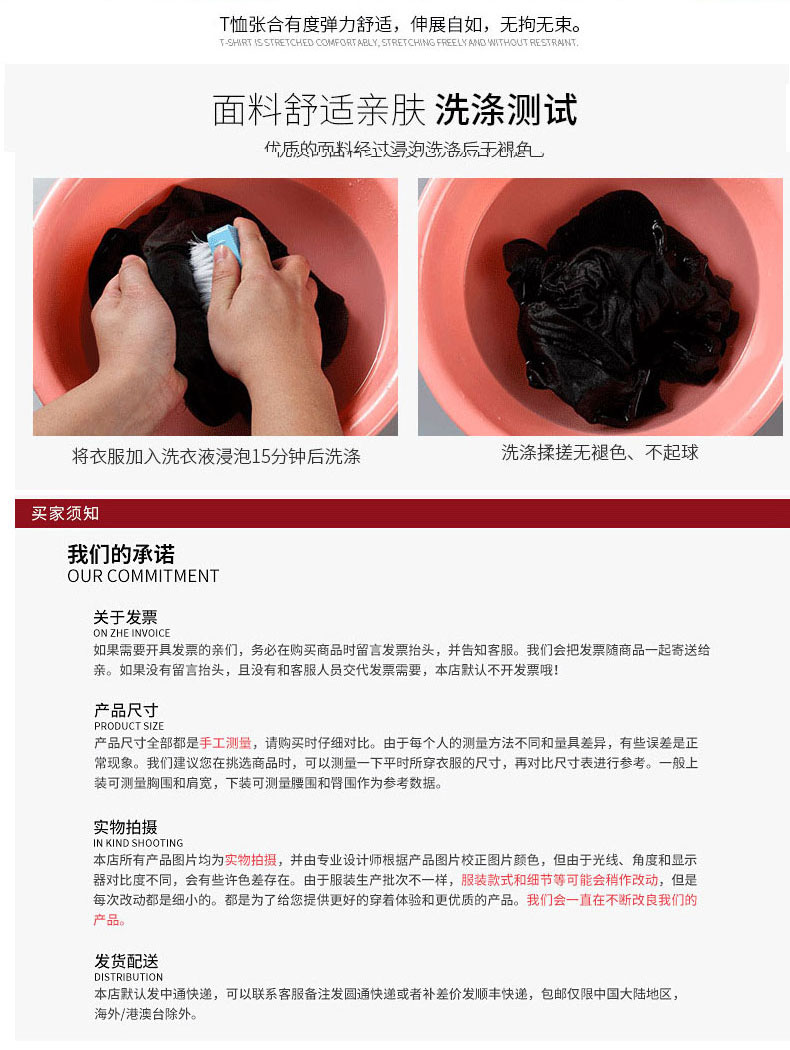 T恤张合有度弹力舒适，伸展自如，无拘无束。
T-SHIRT IS STRETCHED COMFORTABLY, STRETCHING FREELY AND WITHOUT RESTRAINT.
面料舒适亲肤 洗涤测试
优质的面料经过浸泡洗涤后无褪色
将衣服加入洗衣液浸泡15分钟后洗涤
洗涤揉搓无褪色、不起球
买家须知
我们的承诺
OUR COMMITMENT
关于发票
ON ZHE INVOICE
如果需要开具发票的亲们，务必在购买商品时留言发票抬头，并告知客服。我们会把发票随商品一起寄送给
亲。如果没有留言抬头，且没有和客服人员交代发票需要，本店默认不开发票哦！
产品尺寸
PRODUCT SIZE
产品尺寸全部都是手工测量，请购买时仔细对比。由于每个人的测量方法不同和量具差异，有些误差是正
常现象。我们建议您在挑选商品时，可以测量一下平时所穿衣服的尺寸，再对比尺寸表进行参考。一般上
装可测量胸围和肩宽，下装可测量腰围和臀围作为参考数据。
实物拍摄
IN KIND SHOOTING
本店所有产品图片均为实物拍摄，并由专业设计师根据产品图片校正图片颜色，但由于光线、角度和显示
器对比度不同，会有些许色差存在。由于服装生产批次不一样，服装款式和细节等可能会稍作改动，但是
每次改动都是细小的。都是为了给您提供更好的穿着体验和更优质的产品。我们会一直在不断改良我们的
产品。
发货配送
DISTRIBUTION
本店默认发中通快递，可以联系客服备注发圆通快递或者补差价发顺丰快递，包邮仅限中国大陆地区，
海外/港澳台除外。